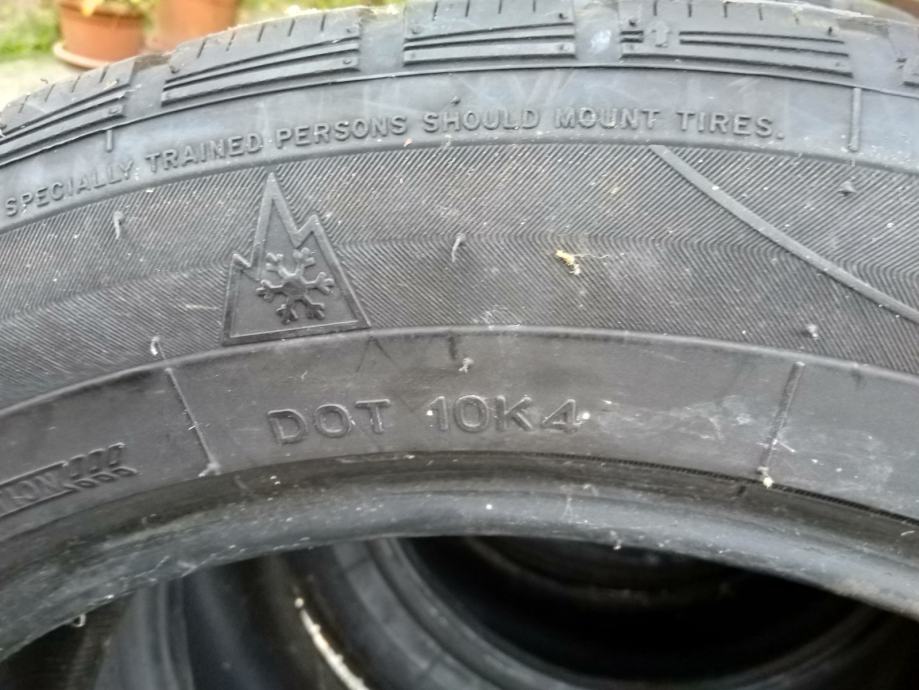 SPECIALLY TRAINED PERSONS SHOULD MOUNT TIRES.
DOT 10K4